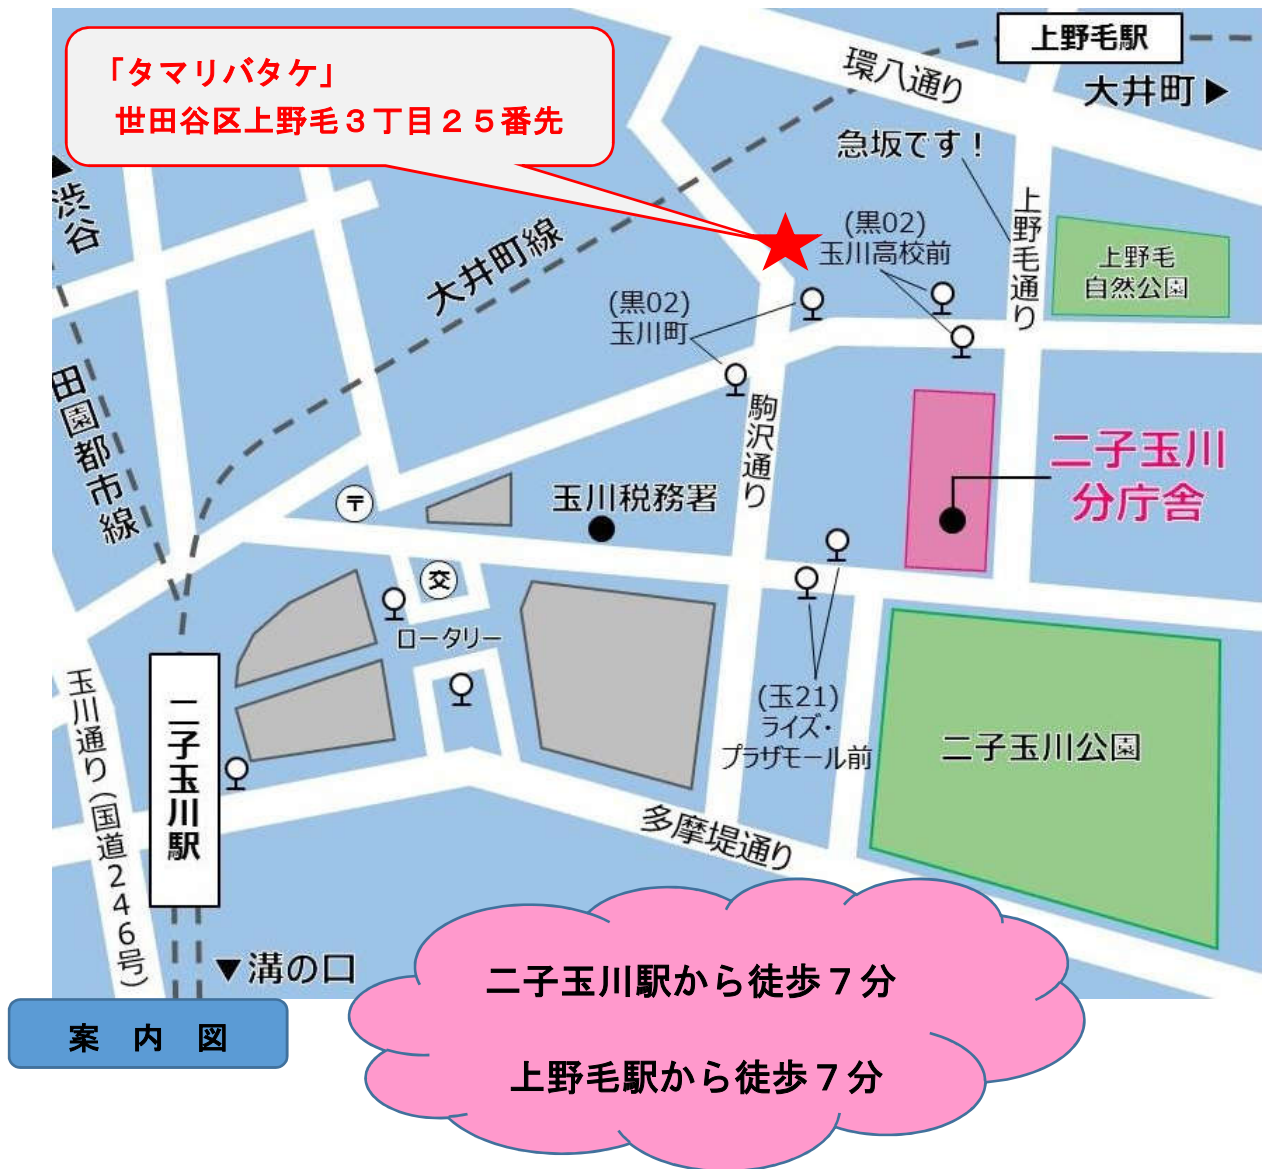 「タマリバタケ」
世田谷区上野毛３丁目２５番先
上野毛駅
環八通り
大井町▶
急坂です！
▲渋谷
大井町線
(黒02)
玉川高校前
上野毛通り
上野毛
自然公園
(黒02)
玉川町
田園都市線
駒沢通り
二子玉川
分庁舎
〒
玉川税務署
交
ロータリー
玉川通り(国道246号)
二子玉川駅
(玉21)
ライズ・
プラザモール前
二子玉川公園
多摩堤通り
▼溝の口
二子玉川駅から徒歩７分
案 内 図
上野毛駅から徒歩７分